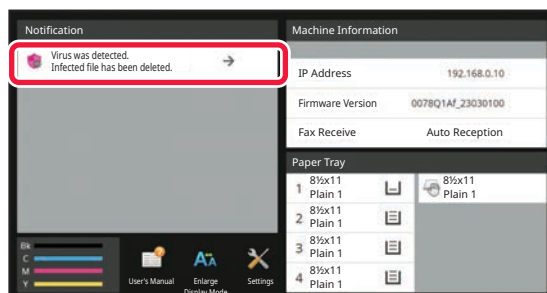 Notification
Virus was detected.
Infected file has been deleted.
Machine Information
IP Address 192.168.0.10
Firmware Version 0078Q1Af_23030100
Fax Receive Auto Reception
Paper Tray
1 8½x11
Plain 1
2 8½x11
Plain 1
3 8½x11
Plain 1
4 8½x11
Plain 1
8½x11
Plain 1
Bk
C
M
Y
User's Manual
Enlarge
Display Mode
Settings